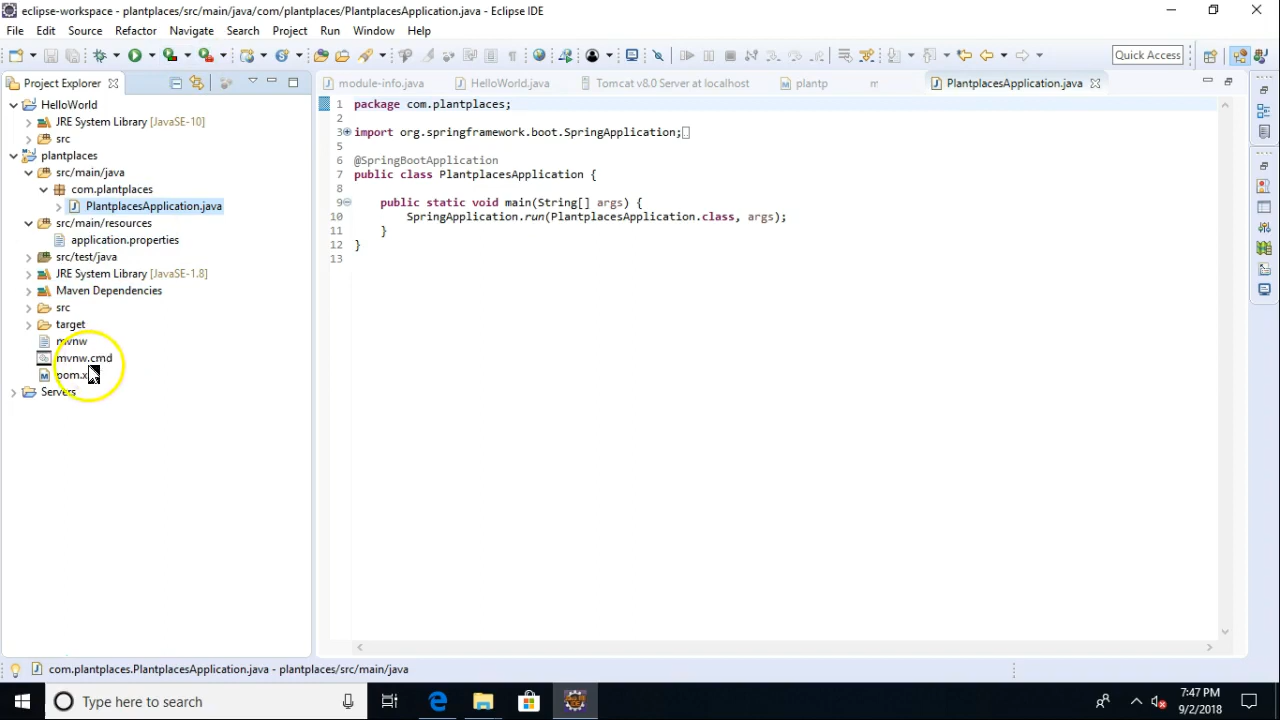 eclipse-workspace - plantplaces/src/main/java/com/plantplaces/PlantplacesApplication.java - Eclipse IDE
File Edit Source Refactor Navigate Search Project Run Window Help
Quick Access
Project Explorer
module-info.java HelloWorld.java Tomcat v8.0 Server at localhost plantp m PlantplacesApplication.java
HelloWorld
JRE System Library [JavaSE-10]
src
plantplaces
src/main/java
com.plantplaces
PlantplacesApplication.java
src/main/resources
application.properties
src/test/java
JRE System Library [JavaSE-1.8]
Maven Dependencies
src
target
mvnw
mvnw.cmd
pom.x
Servers
1 package com.plantplaces;
2
3 import org.springframework.boot.SpringApplication;
5
6 @SpringBootApplication
7 public class PlantplacesApplication {
8
9 public static void main(String[] args) {
10 SpringApplication.run(PlantplacesApplication.class, args);
11 }
12 }
13
com.plantplaces.PlantplacesApplication.java - plantplaces/src/main/java
Type here to search
7:47 PM
9/2/2018